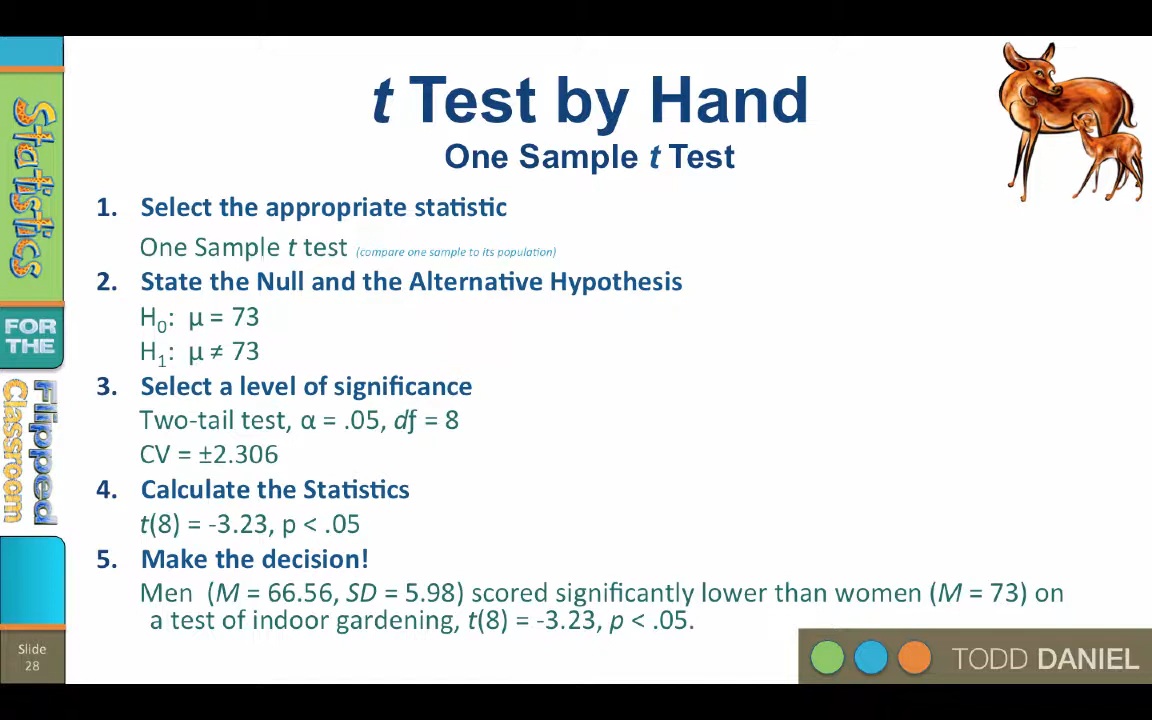 t Test by Hand
One Sample t Test
1. Select the appropriate statistic
One Sample t test (compare one sample to its population)
2. State the Null and the Alternative Hypothesis
H₀: µ = 73
H₁: µ ≠ 73
3. Select a level of significance
Two-tail test, α = .05, df = 8
CV = ±2.306
4. Calculate the Statistics
t(8) = -3.23, p < .05
5. Make the decision!
Men (M = 66.56, SD = 5.98) scored significantly lower than women (M = 73) on
a test of indoor gardening, t(8) = -3.23, p < .05.
Statistics
FOR THE
Flipped
Classroom
Slide
28
TODD DANIEL